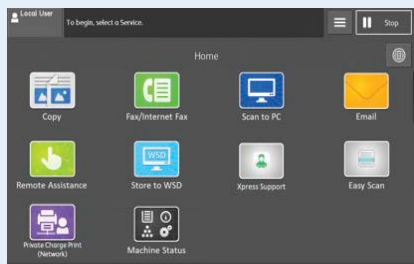 Local User
To begin, select a Service.
Stop
Home
Copy
Fax/Internet Fax
Scan to PC
Email
Remote Assistance
WSD
Store to WSD
Xpress Support
Easy Scan
Private Charge Print
(Network)
Machine Status